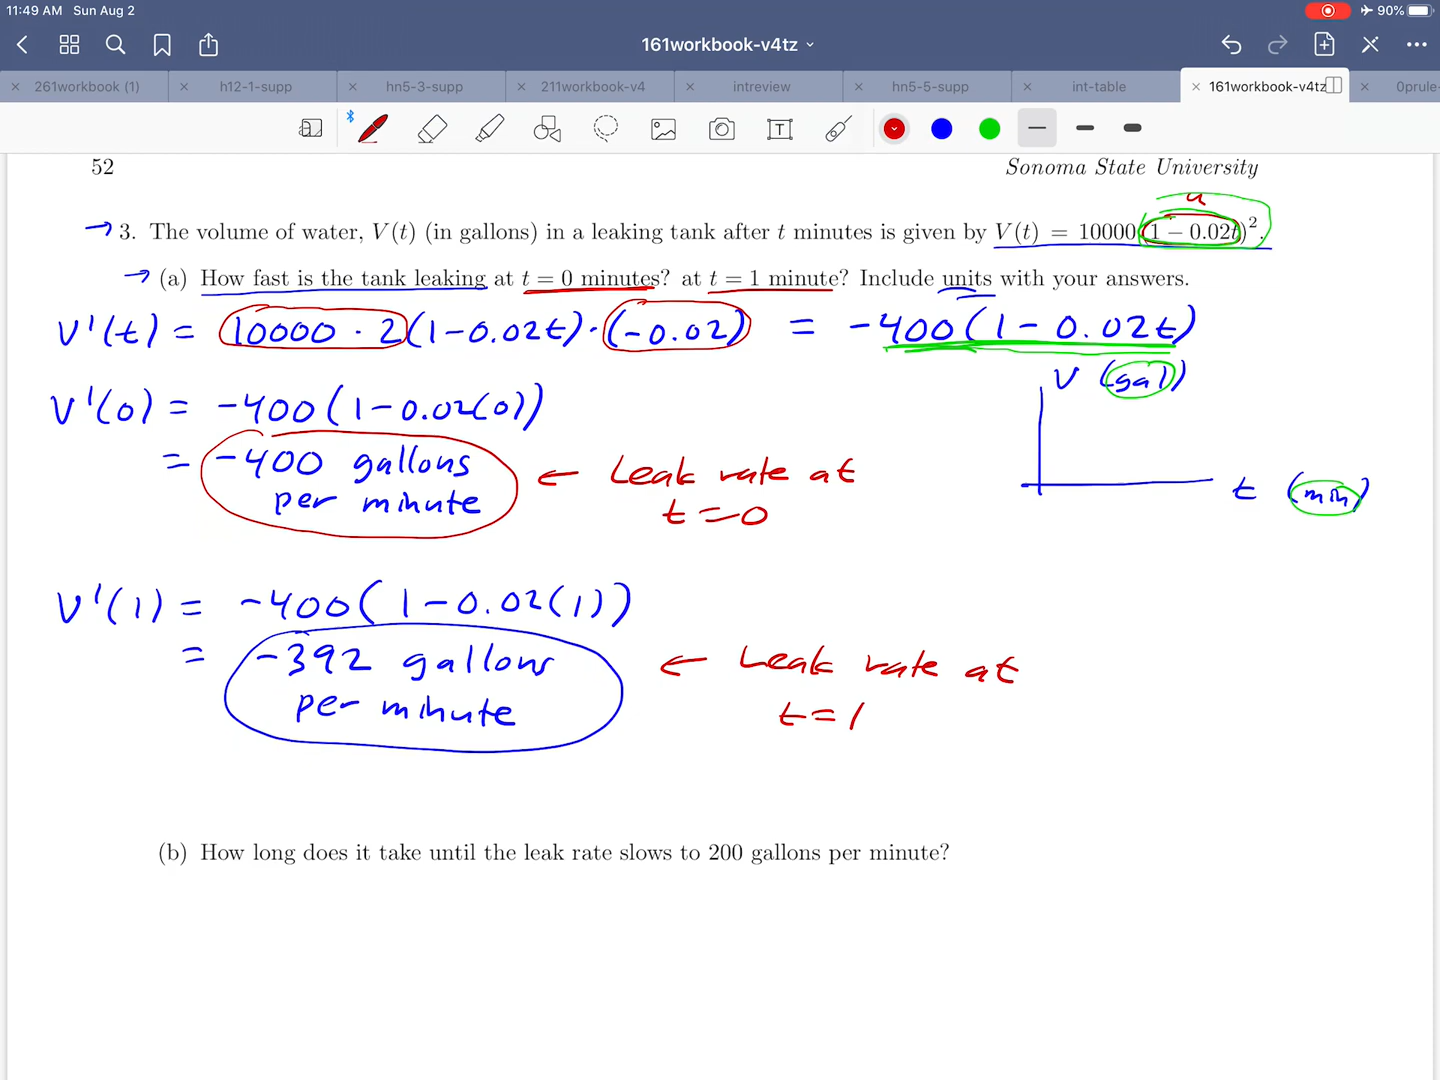 11:49 AM Sun Aug 2
90%
161workbook-v4tz
261workbook (1)
h12-1-supp
hn5-3-supp
211workbook-v4
intreview
hn5-5-supp
int-table
161workbook-v4tz
0prule-
T
52
Sonoma State University
u
3. The volume of water, V(t) (in gallons) in a leaking tank after t minutes is given by V(t) = 10000(1 − 0.02t)².
(a) How fast is the tank leaking at t = 0 minutes? at t = 1 minute? Include units with your answers.
V'(t) = 10000 · 2(1-0.02t)·(-0.02) = -400(1-0.02t)
V (gal)
V'(0) = -400(1-0.02(0))
= -400 gallons per minute ← Leak rate at t=0
t (min)
V'(1) = -400(1-0.02(1))
= -392 gallons per minute ← Leak rate at t=1
(b) How long does it take until the leak rate slows to 200 gallons per minute?